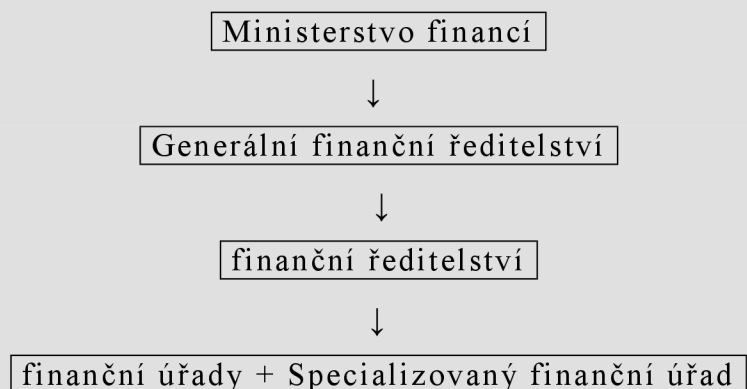 Ministerstvo financí
↓
Generální finanční ředitelství
↓
finanční ředitelství
↓
finanční úřady + Specializovaný finanční úřad